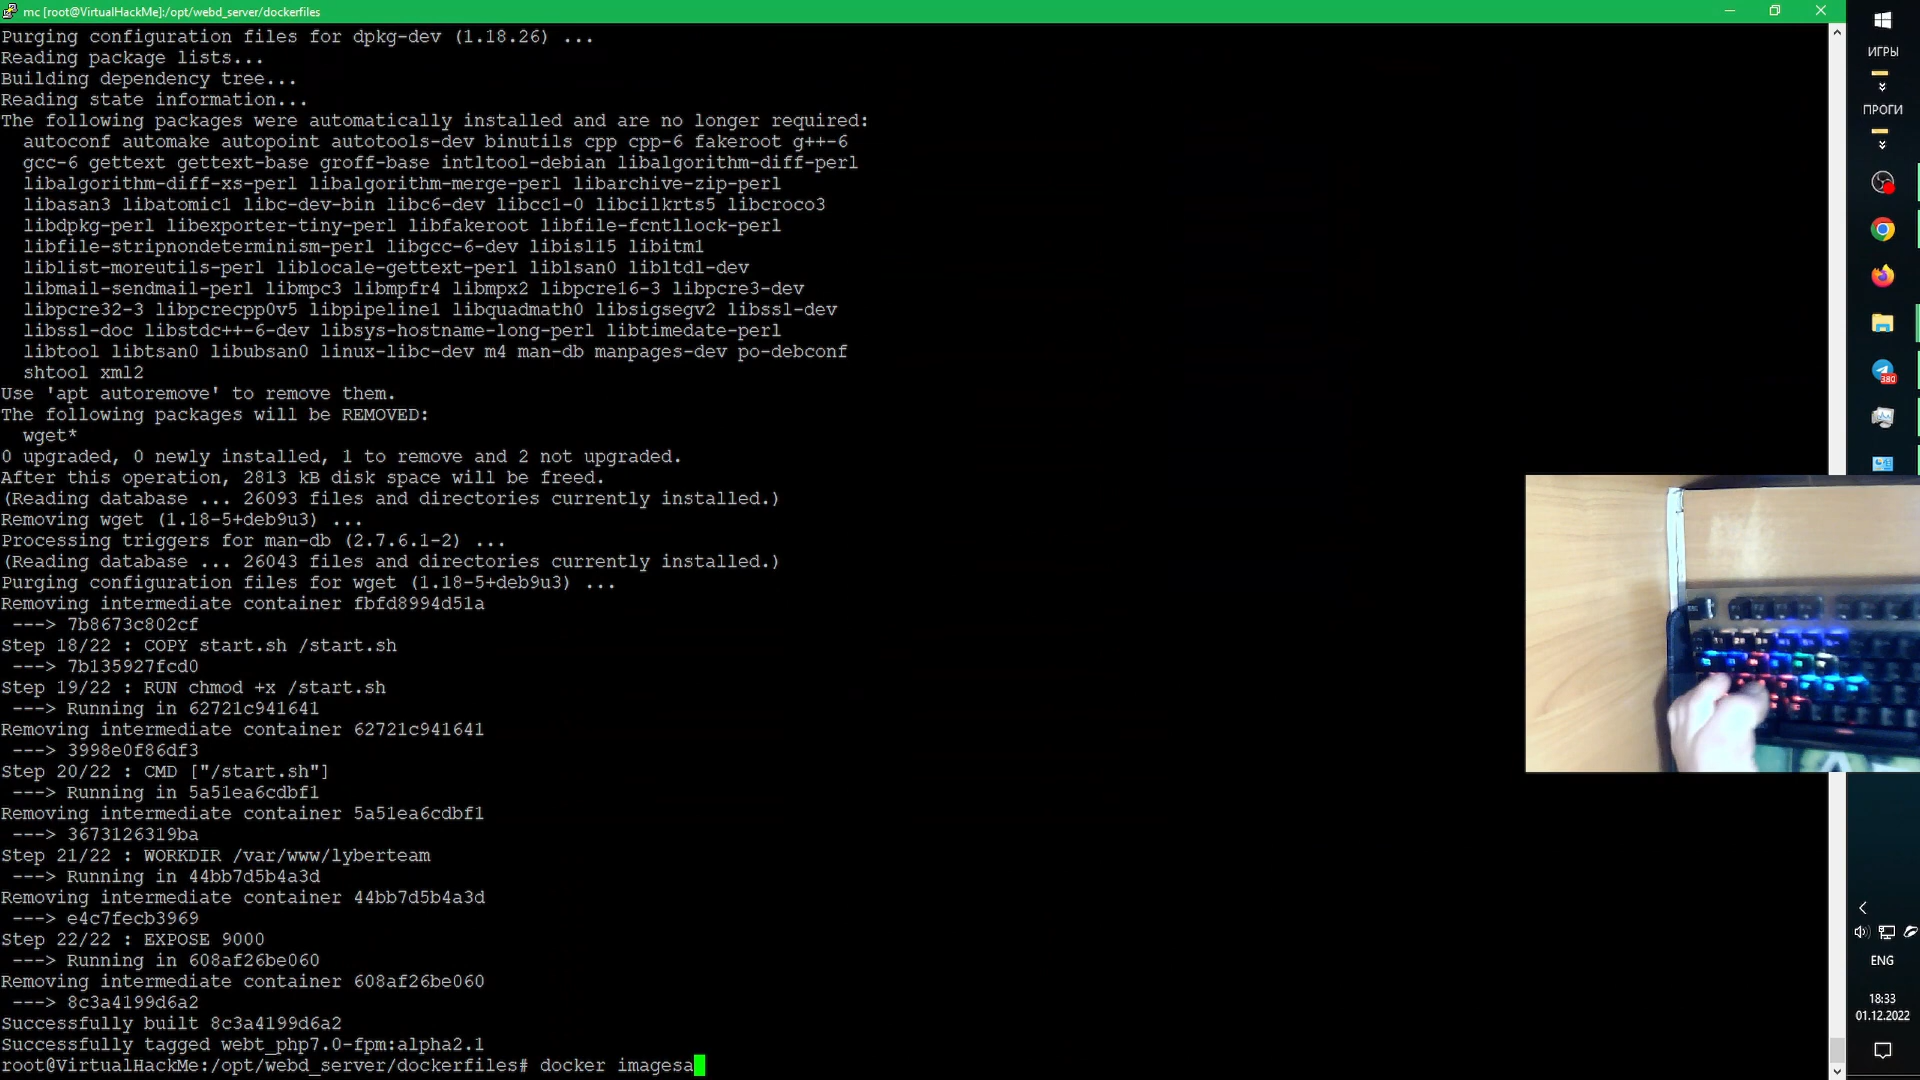 mc [root@VirtualHackMe]:/opt/webd_server/dockerfiles
Purging configuration files for dpkg-dev (1.18.26) ...
Reading package lists...
Building dependency tree...
Reading state information...
The following packages were automatically installed and are no longer required:
autoconf automake autopoint autotools-dev binutils cpp cpp-6 fakeroot g++-6
gcc-6 gettext gettext-base groff-base intltool-debian libalgorithm-diff-perl
libalgorithm-diff-xs-perl libalgorithm-merge-perl libarchive-zip-perl
libasan3 libatomic1 libc-dev-bin libc6-dev libcc1-0 libcilkrts5 libcroco3
libdpkg-perl libexporter-tiny-perl libfakeroot libfile-fcntllock-perl
libfile-stripnondeterminism-perl libgcc-6-dev libisl15 libitm1
liblist-moreutils-perl liblocale-gettext-perl liblsan0 libltdl-dev
libmail-sendmail-perl libmpc3 libmpfr4 libmpx2 libpcre16-3 libpcre3-dev
libpcre32-3 libpcrecpp0v5 libpipeline1 libquadmath0 libsigsegv2 libssl-dev
libssl-doc libstdc++-6-dev libsys-hostname-long-perl libtimedate-perl
libtool libtsan0 libubsan0 linux-libc-dev m4 man-db manpages-dev po-debconf
shtool xml2
Use 'apt autoremove' to remove them.
The following packages will be REMOVED:
wget*
0 upgraded, 0 newly installed, 1 to remove and 2 not upgraded.
After this operation, 2813 kB disk space will be freed.
(Reading database ... 26093 files and directories currently installed.)
Removing wget (1.18-5+deb9u3) ...
Processing triggers for man-db (2.7.6.1-2) ...
(Reading database ... 26043 files and directories currently installed.)
Purging configuration files for wget (1.18-5+deb9u3) ...
Removing intermediate container fbfd8994d51a
---> 7b8673c802cf
Step 18/22 : COPY start.sh /start.sh
---> 7b135927fcd0
Step 19/22 : RUN chmod +x /start.sh
---> Running in 62721c941641
Removing intermediate container 62721c941641
---> 3998e0f86df3
Step 20/22 : CMD ["/start.sh"]
---> Running in 5a51ea6cdbf1
Removing intermediate container 5a51ea6cdbf1
---> 3673126319ba
Step 21/22 : WORKDIR /var/www/lyberteam
---> Running in 44bb7d5b4a3d
Removing intermediate container 44bb7d5b4a3d
---> e4c7fecb3969
Step 22/22 : EXPOSE 9000
---> Running in 608af26be060
Removing intermediate container 608af26be060
---> 8c3a4199d6a2
Successfully built 8c3a4199d6a2
Successfully tagged webt_php7.0-fpm:alpha2.1
root@VirtualHackMe:/opt/webd_server/dockerfiles# docker imagesa
ИГРЫ
ПРОГИ
380
ENG
18:33
01.12.2022